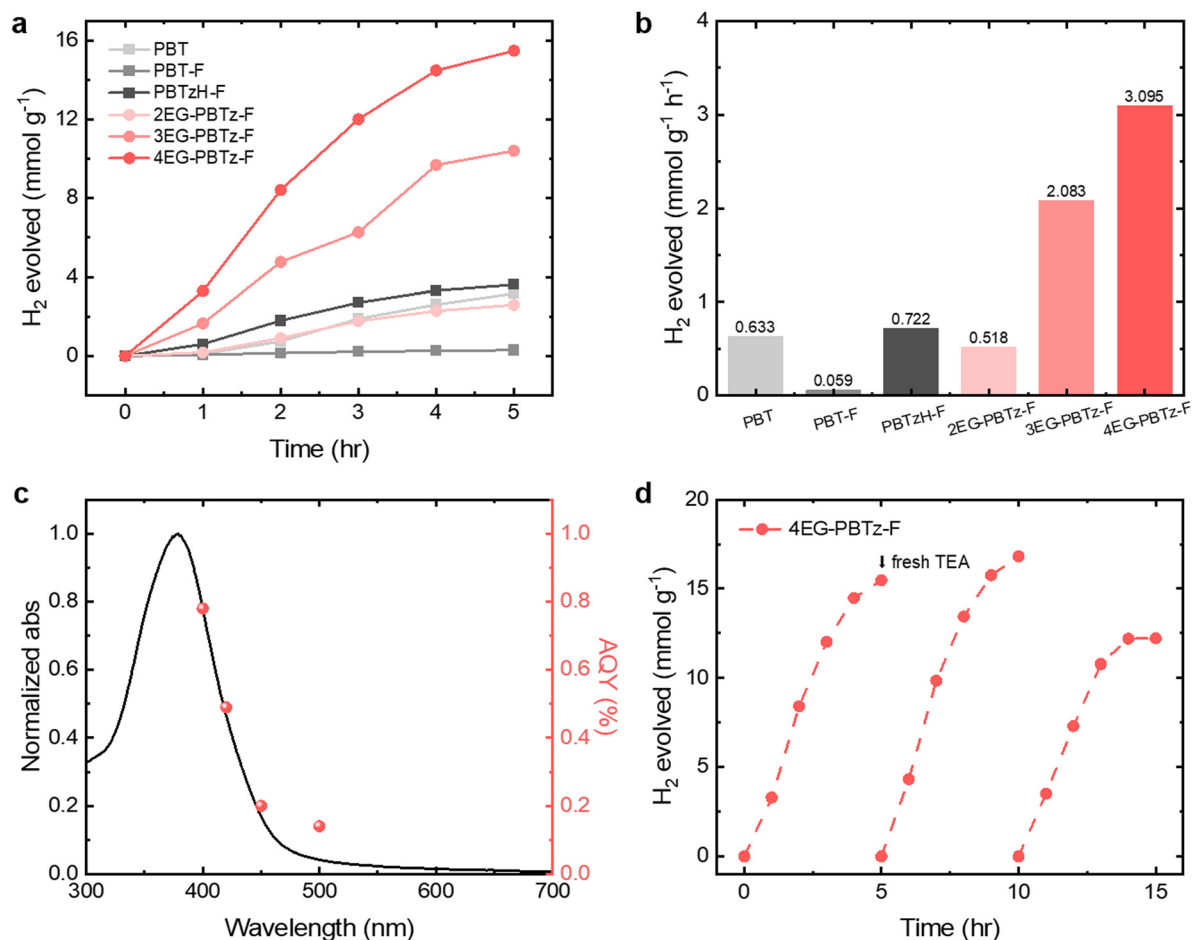 a
H₂ evolved (mmol g⁻¹)
16
12
8
4
0
PBT
PBT-F
PBTzH-F
2EG-PBTz-F
3EG-PBTz-F
4EG-PBTz-F
0 1 2 3 4 5
Time (hr)
b
H₂ evolved (mmol g⁻¹ h⁻¹)
4
3
2
1
0
0.633
0.059
0.722
0.518
2.083
3.095
PBT
PBT-F
PBTzH-F
2EG-PBTz-F
3EG-PBTz-F
4EG-PBTz-F
c
Normalized abs
1.0
0.8
0.6
0.4
0.2
0.0
300 400 500 600 700
Wavelength (nm)
1.0
0.8
0.6
0.4
0.2
0.0
AQY (%)
d
H₂ evolved (mmol g⁻¹)
20
15
10
5
0
4EG-PBTz-F
fresh TEA
0 5 10 15
Time (hr)